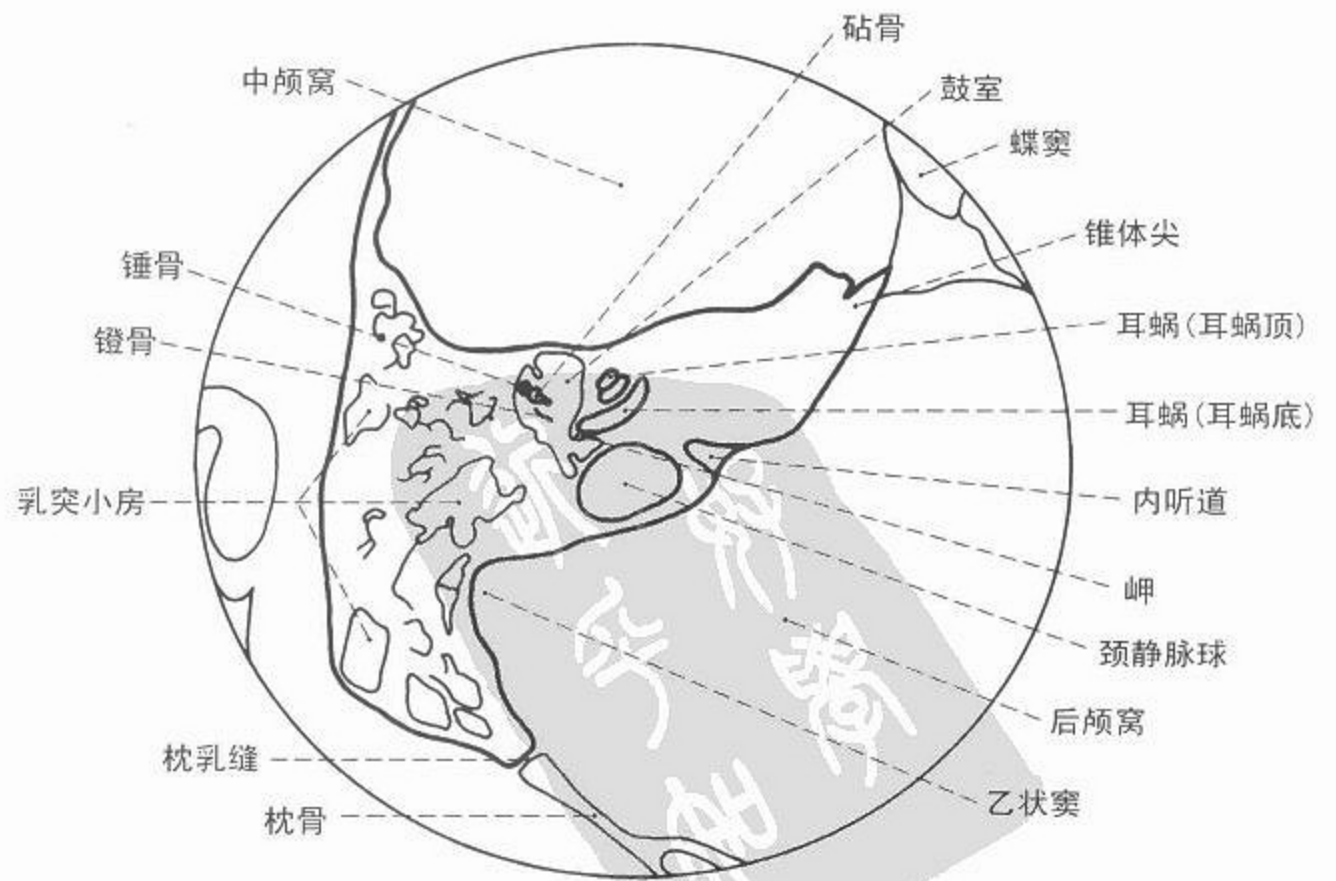 砧骨
中颅窝
鼓室
蝶窦
锥体尖
锤骨
镫骨
耳蜗(耳蜗顶)
耳蜗(耳蜗底)
乳突小房
内听道
岬
颈静脉球
后颅窝
枕乳缝
乙状窦
枕骨